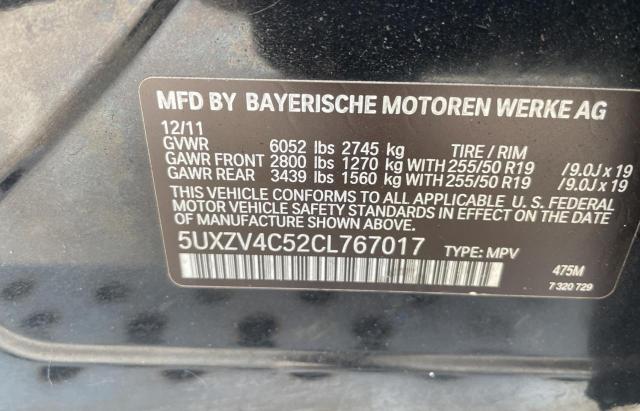 MFD BY BAYERISCHE MOTOREN WERKE AG
12/11
GVWR 6052 lbs 2745 kg TIRE / RIM
GAWR FRONT 2800 lbs 1270 kg WITH 255/50 R19 /9.0J x 19
GAWR REAR 3439 lbs 1560 kg WITH 255/50 R19 /9.0J x 19
THIS VEHICLE CONFORMS TO ALL APPLICABLE U. S. FEDERAL
MOTOR VEHICLE SAFETY STANDARDS IN EFFECT ON THE DATE
OF MANUFACTURE SHOWN ABOVE.
5UXZV4C52CL767017 TYPE: MPV
475M
7 320 729